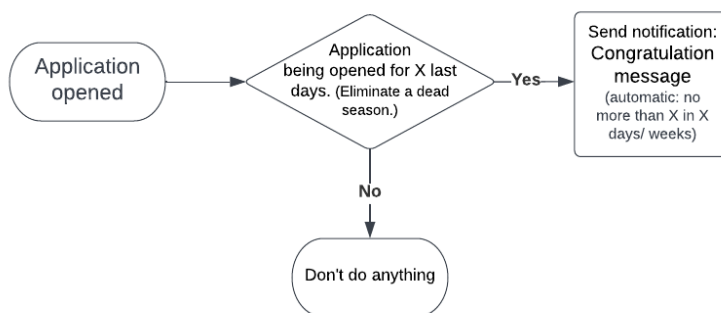 Application
opened
Application
being opened for X last
days. (Eliminate a dead
season.)
Yes
Send notification:
Congratulation
message
(automatic: no
more than X in X
days/ weeks)
No
Don't do anything